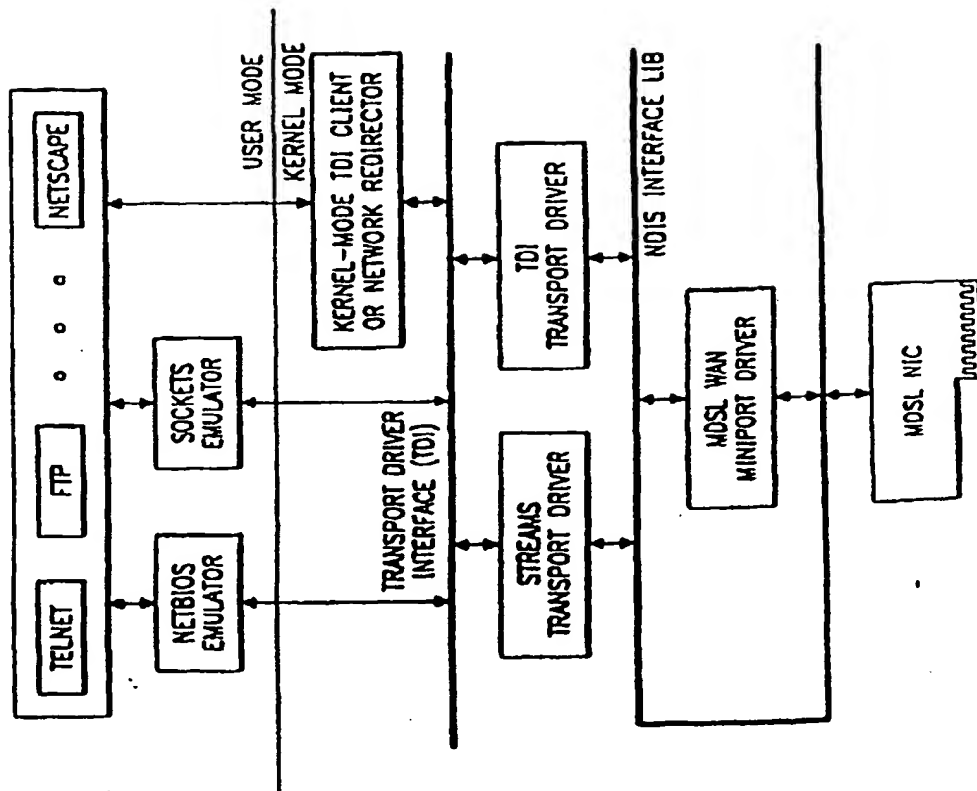 TELNET
FTP
NETSCAPE
NETBIOS
EMULATOR
SOCKETS
EMULATOR
USER MODE
KERNEL MODE
KERNEL-MODE TDI CLIENT
OR NETWORK REDIRECTOR
TRANSPORT DRIVER
INTERFACE (TDI)
STREAMS
TRANSPORT DRIVER
TDI
TRANSPORT DRIVER
NDIS INTERFACE LIB
MDSL WAN
MINIPORT DRIVER
MDSL NIC